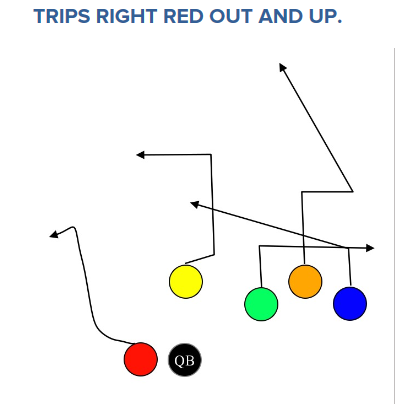 TRIPS RIGHT RED OUT AND UP.
QB